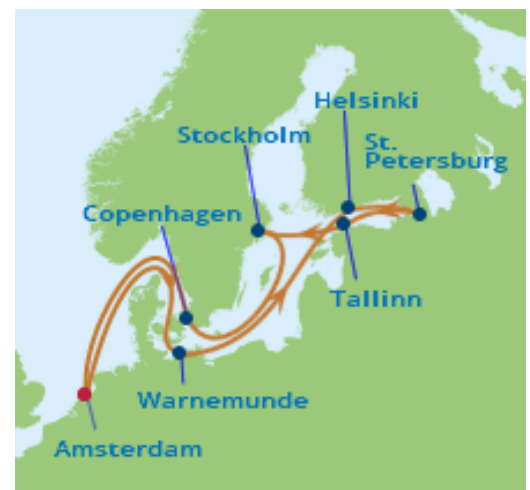 Helsinki
Stockholm
St.
Petersburg
Copenhagen
Tallinn
Warnemunde
Amsterdam